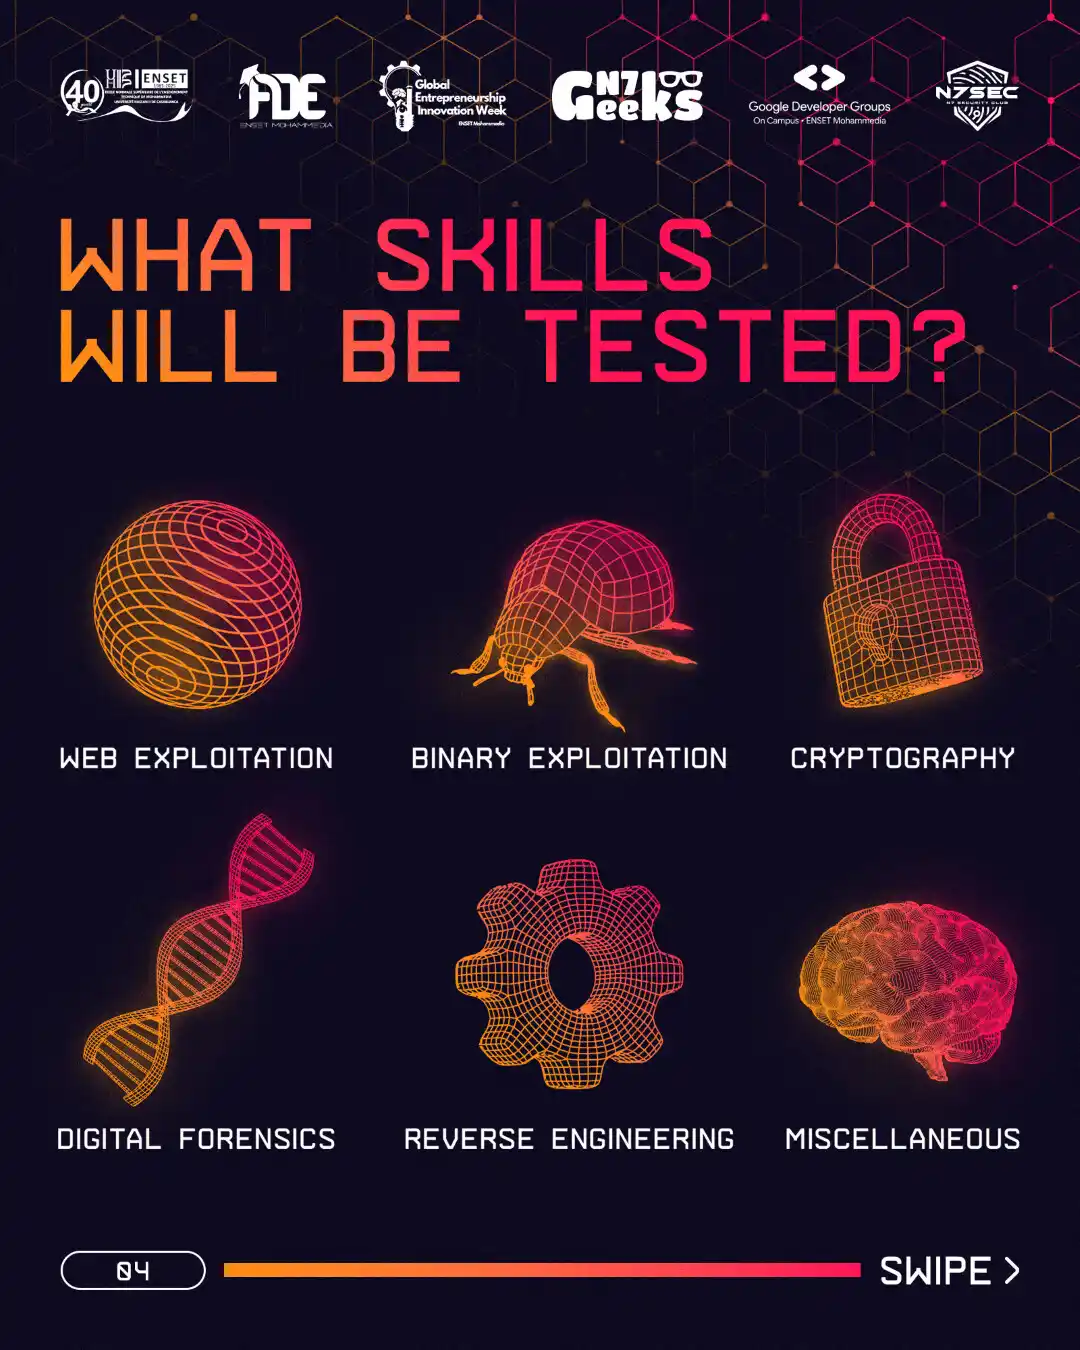 40
ENSET
FDE
ENSET MOHAMMEDIA
Global
Entrepreneurship
Innovation Week
ENSET Mohammedia
N7
Geeks
Google Developer Groups
On Campus • ENSET Mohammedia
N7SEC
N7 SECURITY CLUB
WHAT SKILLS
WILL BE TESTED?
WEB EXPLOITATION
BINARY EXPLOITATION
CRYPTOGRAPHY
DIGITAL FORENSICS
REVERSE ENGINEERING
MISCELLANEOUS
04
SWIPE >